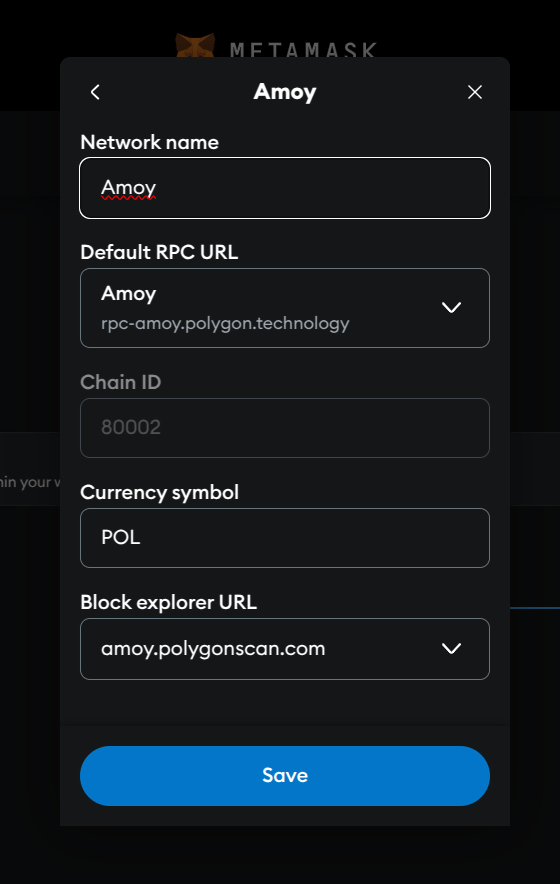 METAMASK
Amoy
Network name
Amoy
Default RPC URL
Amoy
rpc-amoy.polygon.technology
Chain ID
80002
nin your
Currency symbol
POL
Block explorer URL
amoy.polygonscan.com
Save